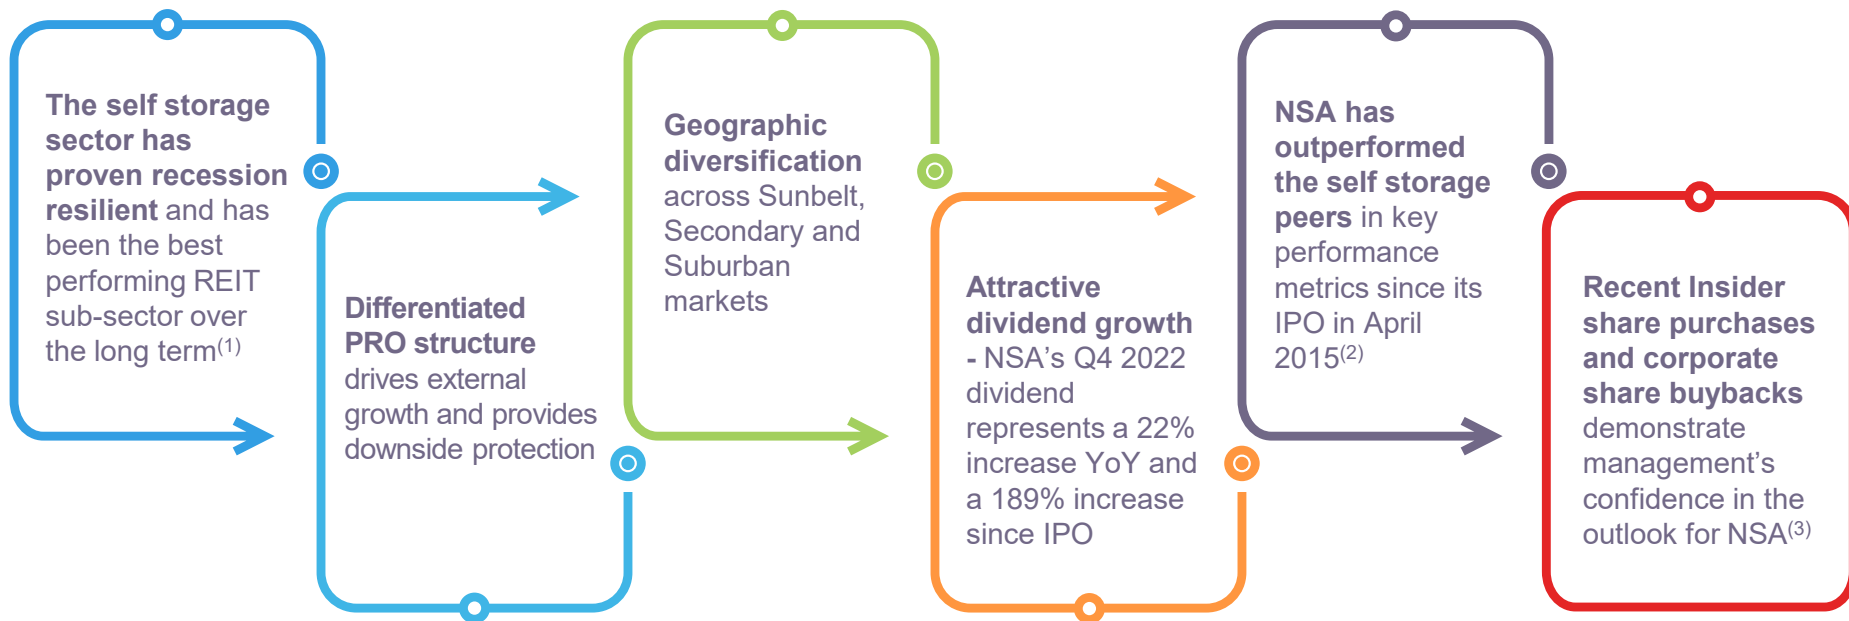 The self storage
sector has
proven recession
resilient and has
been the best
performing REIT
sub-sector over
the long term(1)
Differentiated
PRO structure
drives external
growth and provides
downside protection
Geographic
diversification
across Sunbelt,
Secondary and
Suburban
markets
Attractive
dividend growth
- NSA’s Q4 2022
dividend
represents a 22%
increase YoY and
a 189% increase
since IPO
NSA has
outperformed
the self storage
peers in key
performance
metrics since its
IPO in April
2015(2)
Recent Insider
share purchases
and corporate
share buybacks
demonstrate
management’s
confidence in the
outlook for NSA(3)